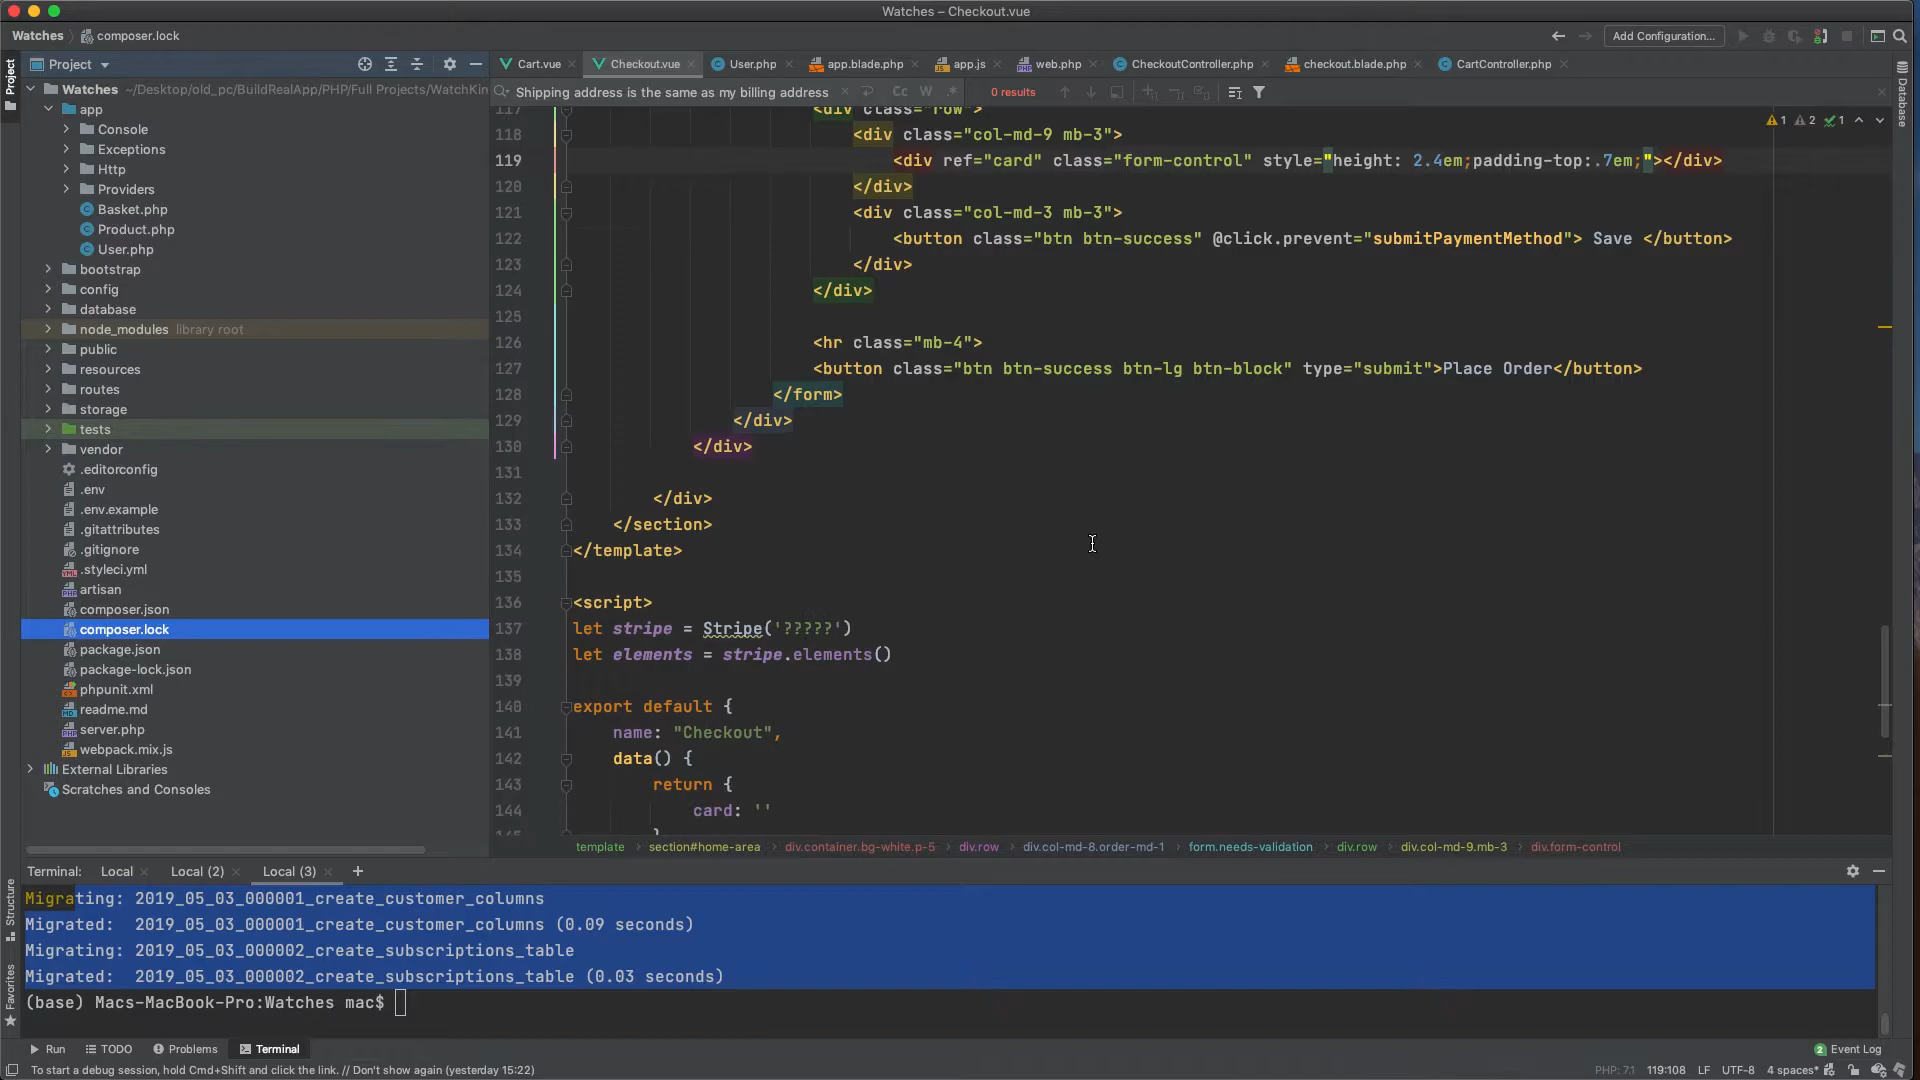 Watches – Checkout.vue
Watches composer.lock
Add Configuration...
Project
Cart.vue Checkout.vue User.php app.blade.php app.js web.php CheckoutController.php checkout.blade.php CartController.php
Shipping address is the same as my billing address Cc W .* 0 results
Project
Structure
Favorites
Database
Watches ~/Desktop/old_pc/BuildRealApp/PHP/Full Projects/WatchKin
app
Console
Exceptions
Http
Providers
Basket.php
Product.php
User.php
bootstrap
config
database
node_modules library root
public
resources
routes
storage
tests
vendor
.editorconfig
.env
.env.example
.gitattributes
.gitignore
.styleci.yml
artisan
composer.json
composer.lock
package.json
package-lock.json
phpunit.xml
readme.md
server.php
webpack.mix.js
External Libraries
Scratches and Consoles
1 2 1
117 <div class="row">
118 <div class="col-md-9 mb-3">
119 <div ref="card" class="form-control" style="height: 2.4em;padding-top:.7em;"></div>
120 </div>
121 <div class="col-md-3 mb-3">
122 <button class="btn btn-success" @click.prevent="submitPaymentMethod"> Save </button>
123 </div>
124 </div>
125
126 <hr class="mb-4">
127 <button class="btn btn-success btn-lg btn-block" type="submit">Place Order</button>
128 </form>
129 </div>
130 </div>
131
132 </div>
133 </section>
134 </template>
135
136 <script>
137 let stripe = Stripe('?????')
138 let elements = stripe.elements()
139
140 export default {
141 name: "Checkout",
142 data() {
143 return {
144 card: ''
145 }
template section#home-area div.container.bg-white.p-5 div.row div.col-md-8.order-md-1 form.needs-validation div.row div.col-md-9.mb-3 div.form-control
Terminal: Local Local (2) Local (3) +
Migrating: 2019_05_03_000001_create_customer_columns
Migrated: 2019_05_03_000001_create_customer_columns (0.09 seconds)
Migrating: 2019_05_03_000002_create_subscriptions_table
Migrated: 2019_05_03_000002_create_subscriptions_table (0.03 seconds)
(base) Macs-MacBook-Pro:Watches mac$
Run TODO Problems Terminal 2 Event Log
To start a debug session, hold Cmd+Shift and click the link. // Don't show again (yesterday 15:22) PHP: 7.1 119:108 LF UTF-8 4 spaces*